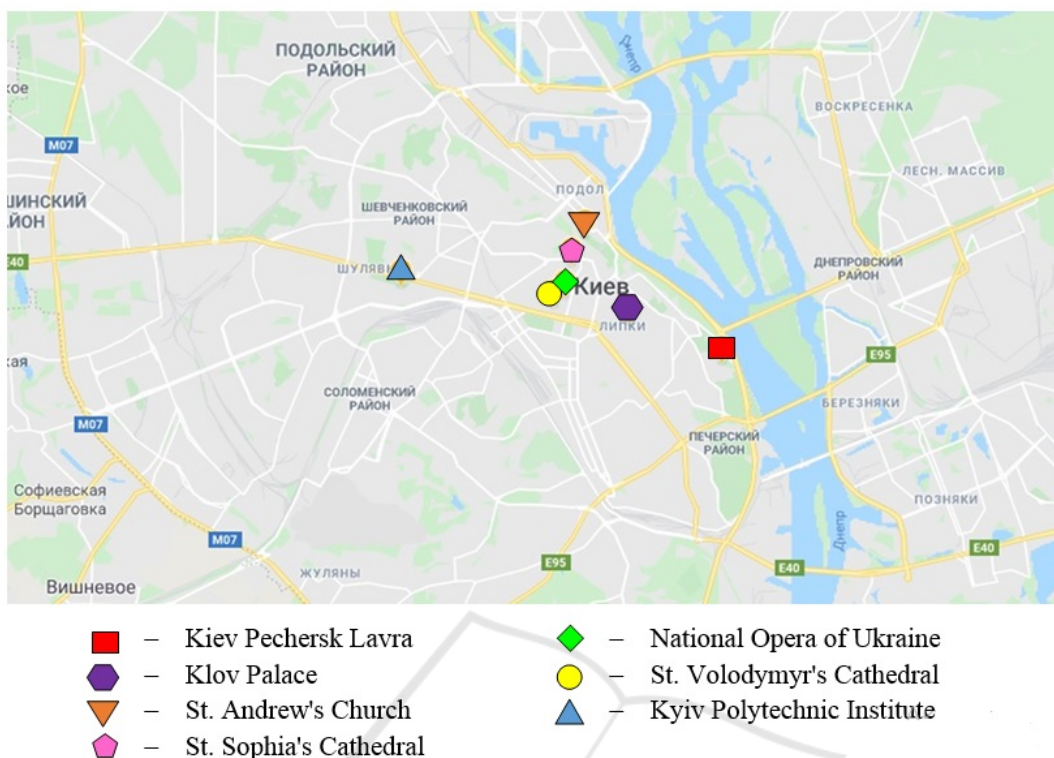 Днепр
ПОДОЛЬСКИЙ
РАЙОН
кое
ВОСКРЕСЕНКА
M07
ЛЕСН. МАССИВ
ПОДОЛ
ШИНСКИЙ
АЙОН
ШЕВЧЕНКОВСКИЙ
РАЙОН
E40
ШУЛЯВ
ДНЕПРОВСКИЙ
РАЙОН
Киев
ЛИПКИ
кая
E95
СОЛОМЕНСКИЙ
РАЙОН
БЕРЕЗНЯКИ
M07
ПЕЧЕРСКИЙ
РАЙОН
Софиевская
Борщаговка
ПОЗНЯКИ
Днепр
M07
E40
E95
E40
ЖУЛЯНЫ
Вишневое
– Kiev Pechersk Lavra
– Klov Palace
– St. Andrew's Church
– St. Sophia's Cathedral
– National Opera of Ukraine
– St. Volodymyr's Cathedral
– Kyiv Polytechnic Institute